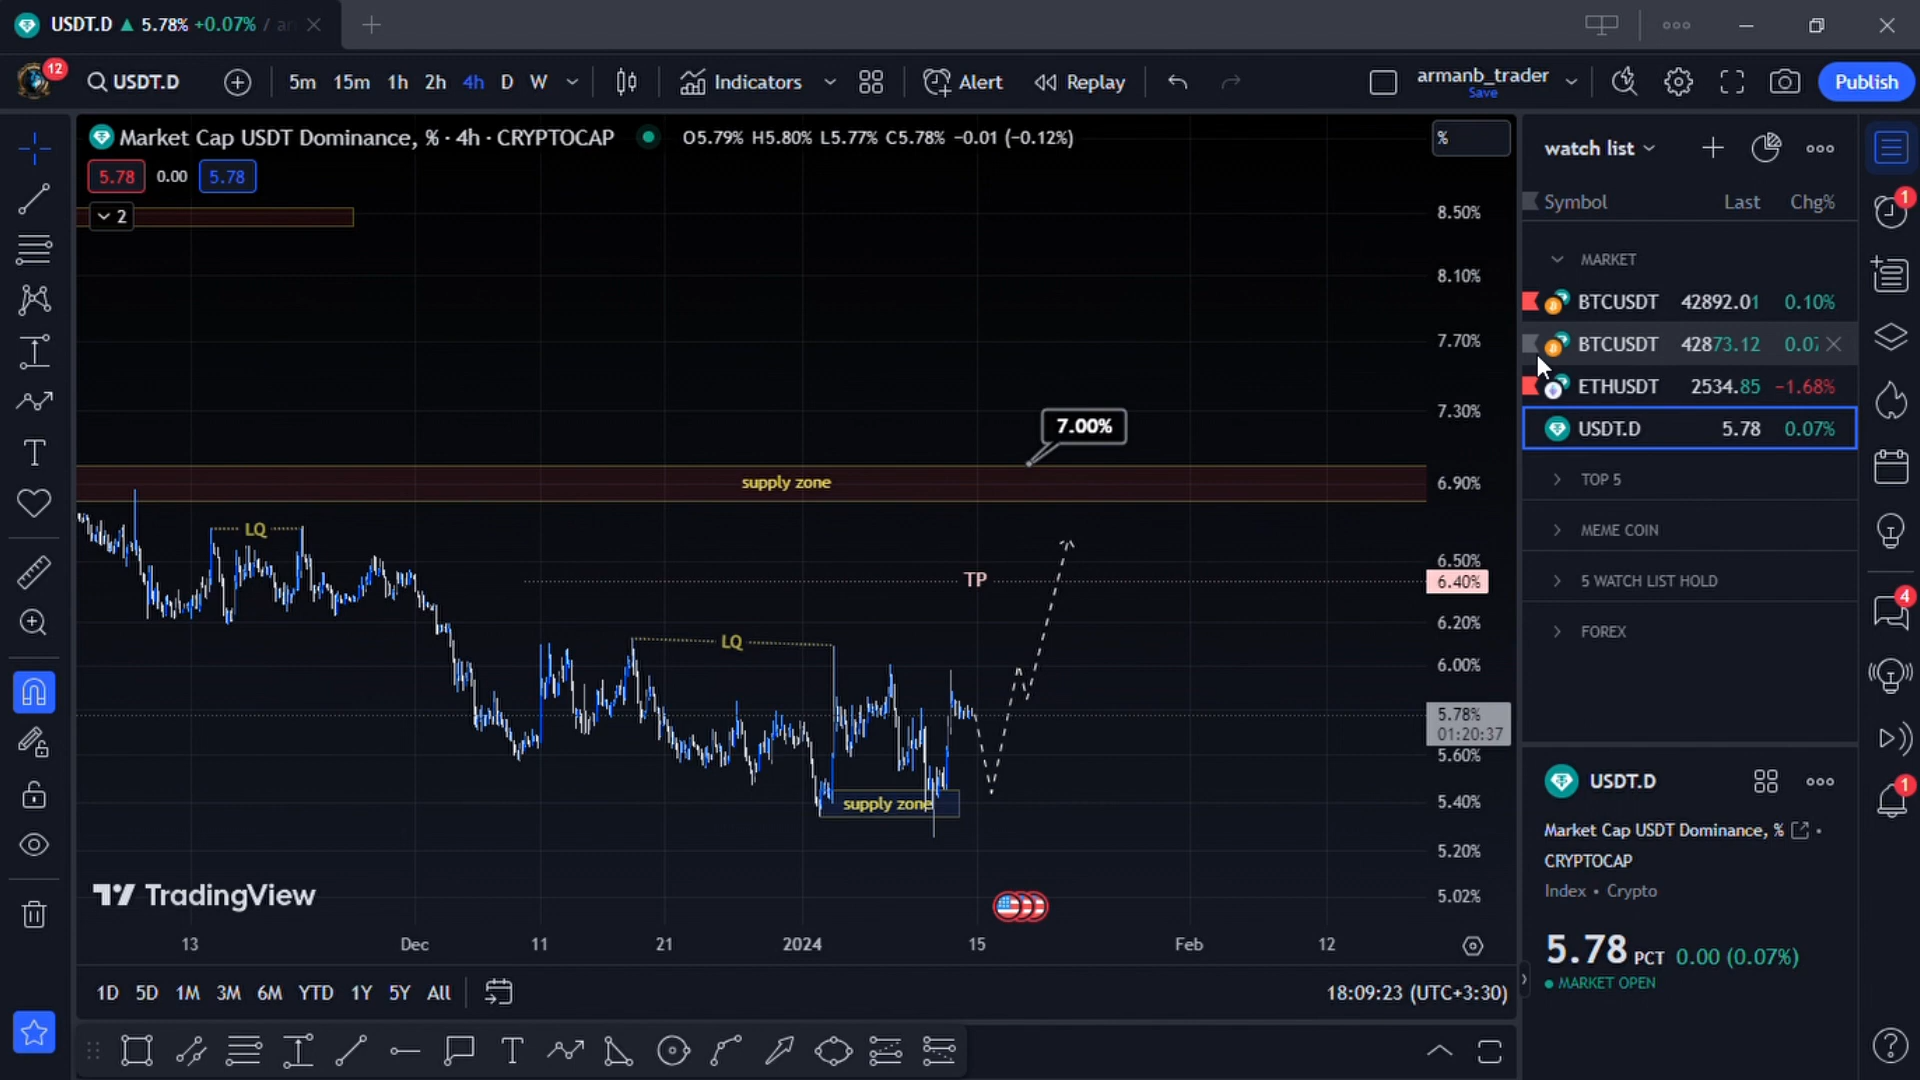 USDT.D ▲ 5.78% +0.07% / an
12 USDT.D 5m 15m 1h 2h 4h D W Indicators Alert Replay armanb_trader Publish
Save
Market Cap USDT Dominance, % · 4h · CRYPTOCAP O5.79% H5.80% L5.77% C5.78% −0.01 (−0.12%) %
5.78 0.00 5.78
2
8.50%
8.10%
7.70%
7.30%
7.00%
supply zone 6.90%
LQ
6.50%
TP 6.40%
6.20%
LQ
6.00%
5.78%
01:20:37
5.60%
supply zone 5.40%
5.20%
5.02%
TradingView
13 Dec 11 21 2024 15 Feb 12
1D 5D 1M 3M 6M YTD 1Y 5Y All 18:09:23 (UTC+3:30)
watch list
Symbol Last Chg%
MARKET
BTCUSDT 42892.01 0.10%
BTCUSDT 42873.12 0.07
ETHUSDT 2534.85 −1.68%
USDT.D 5.78 0.07%
TOP 5
MEME COIN
5 WATCH LIST HOLD
FOREX
USDT.D
Market Cap USDT Dominance, %
CRYPTOCAP
Index • Crypto
5.78 PCT 0.00 (0.07%)
MARKET OPEN
1
4
1